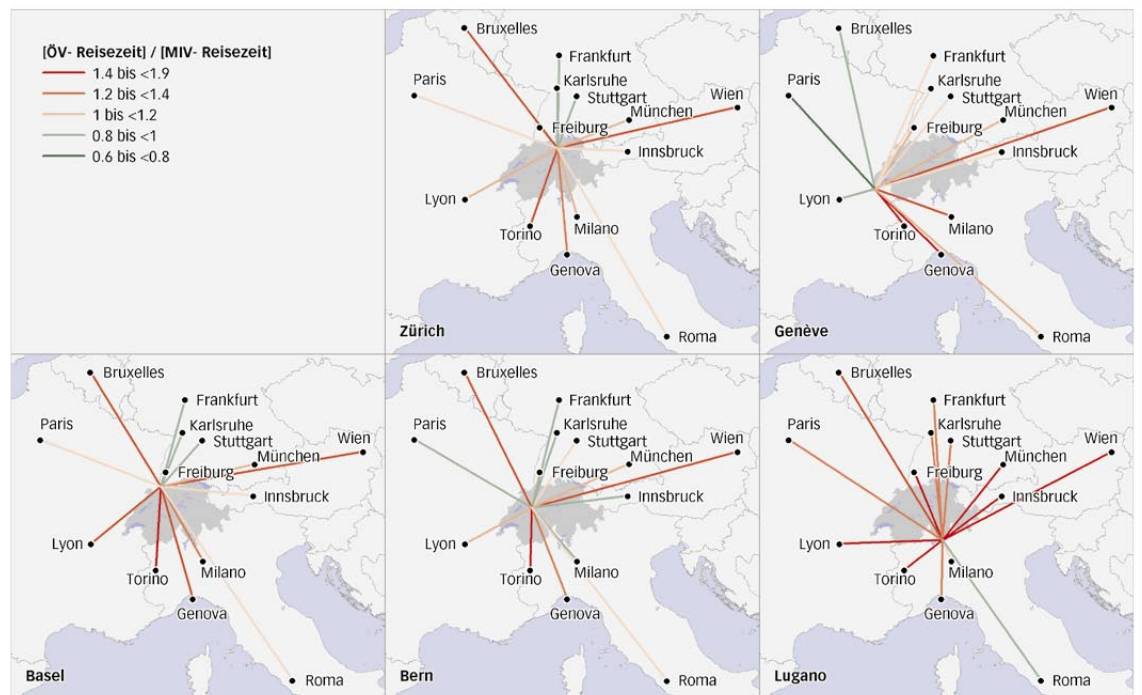 [ÖV- Reisezeit] / [MIV- Reisezeit]
1.4 bis <1.9
1.2 bis <1.4
1 bis <1.2
0.8 bis <1
0.6 bis <0.8
Bruxelles
Frankfurt
Paris
Karlsruhe
Stuttgart
Wien
München
Freiburg
Innsbruck
Lyon
Torino
Milano
Genova
Zürich
Roma
Bruxelles
Frankfurt
Paris
Karlsruhe
Stuttgart
Wien
München
Freiburg
Innsbruck
Lyon
Torino
Milano
Genova
Genève
Roma
Bruxelles
Frankfurt
Paris
Karlsruhe
Stuttgart
Wien
München
Freiburg
Innsbruck
Lyon
Torino
Milano
Genova
Basel
Roma
Bruxelles
Frankfurt
Paris
Karlsruhe
Stuttgart
Wien
München
Freiburg
Innsbruck
Lyon
Torino
Milano
Genova
Bern
Roma
Bruxelles
Frankfurt
Paris
Karlsruhe
Stuttgart
Wien
München
Freiburg
Innsbruck
Lyon
Torino
Milano
Genova
Lugano
Roma